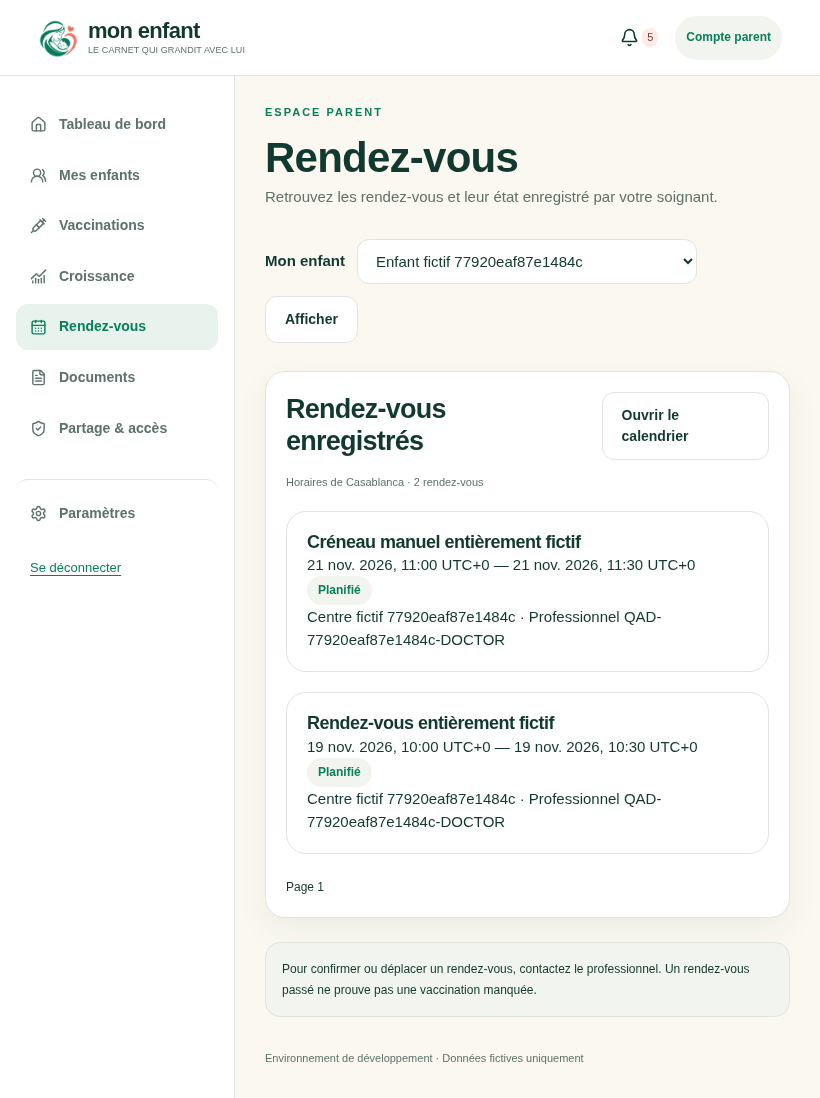 mon enfant
LE CARNET QUI GRANDIT AVEC LUI
5
Compte parent
Tableau de bord
Mes enfants
Vaccinations
Croissance
Rendez-vous
Documents
Partage & accès
Paramètres
Se déconnecter
ESPACE PARENT
Rendez-vous
Retrouvez les rendez-vous et leur état enregistré par votre soignant.
Mon enfant
Enfant fictif 77920eaf87e1484c
Afficher
Rendez-vous
enregistrés
Ouvrir le
calendrier
Horaires de Casablanca · 2 rendez-vous
Créneau manuel entièrement fictif
21 nov. 2026, 11:00 UTC+0 — 21 nov. 2026, 11:30 UTC+0
Planifié
Centre fictif 77920eaf87e1484c · Professionnel QAD-
77920eaf87e1484c-DOCTOR
Rendez-vous entièrement fictif
19 nov. 2026, 10:00 UTC+0 — 19 nov. 2026, 10:30 UTC+0
Planifié
Centre fictif 77920eaf87e1484c · Professionnel QAD-
77920eaf87e1484c-DOCTOR
Page 1
Pour confirmer ou déplacer un rendez-vous, contactez le professionnel. Un rendez-vous
passé ne prouve pas une vaccination manquée.
Environnement de développement · Données fictives uniquement